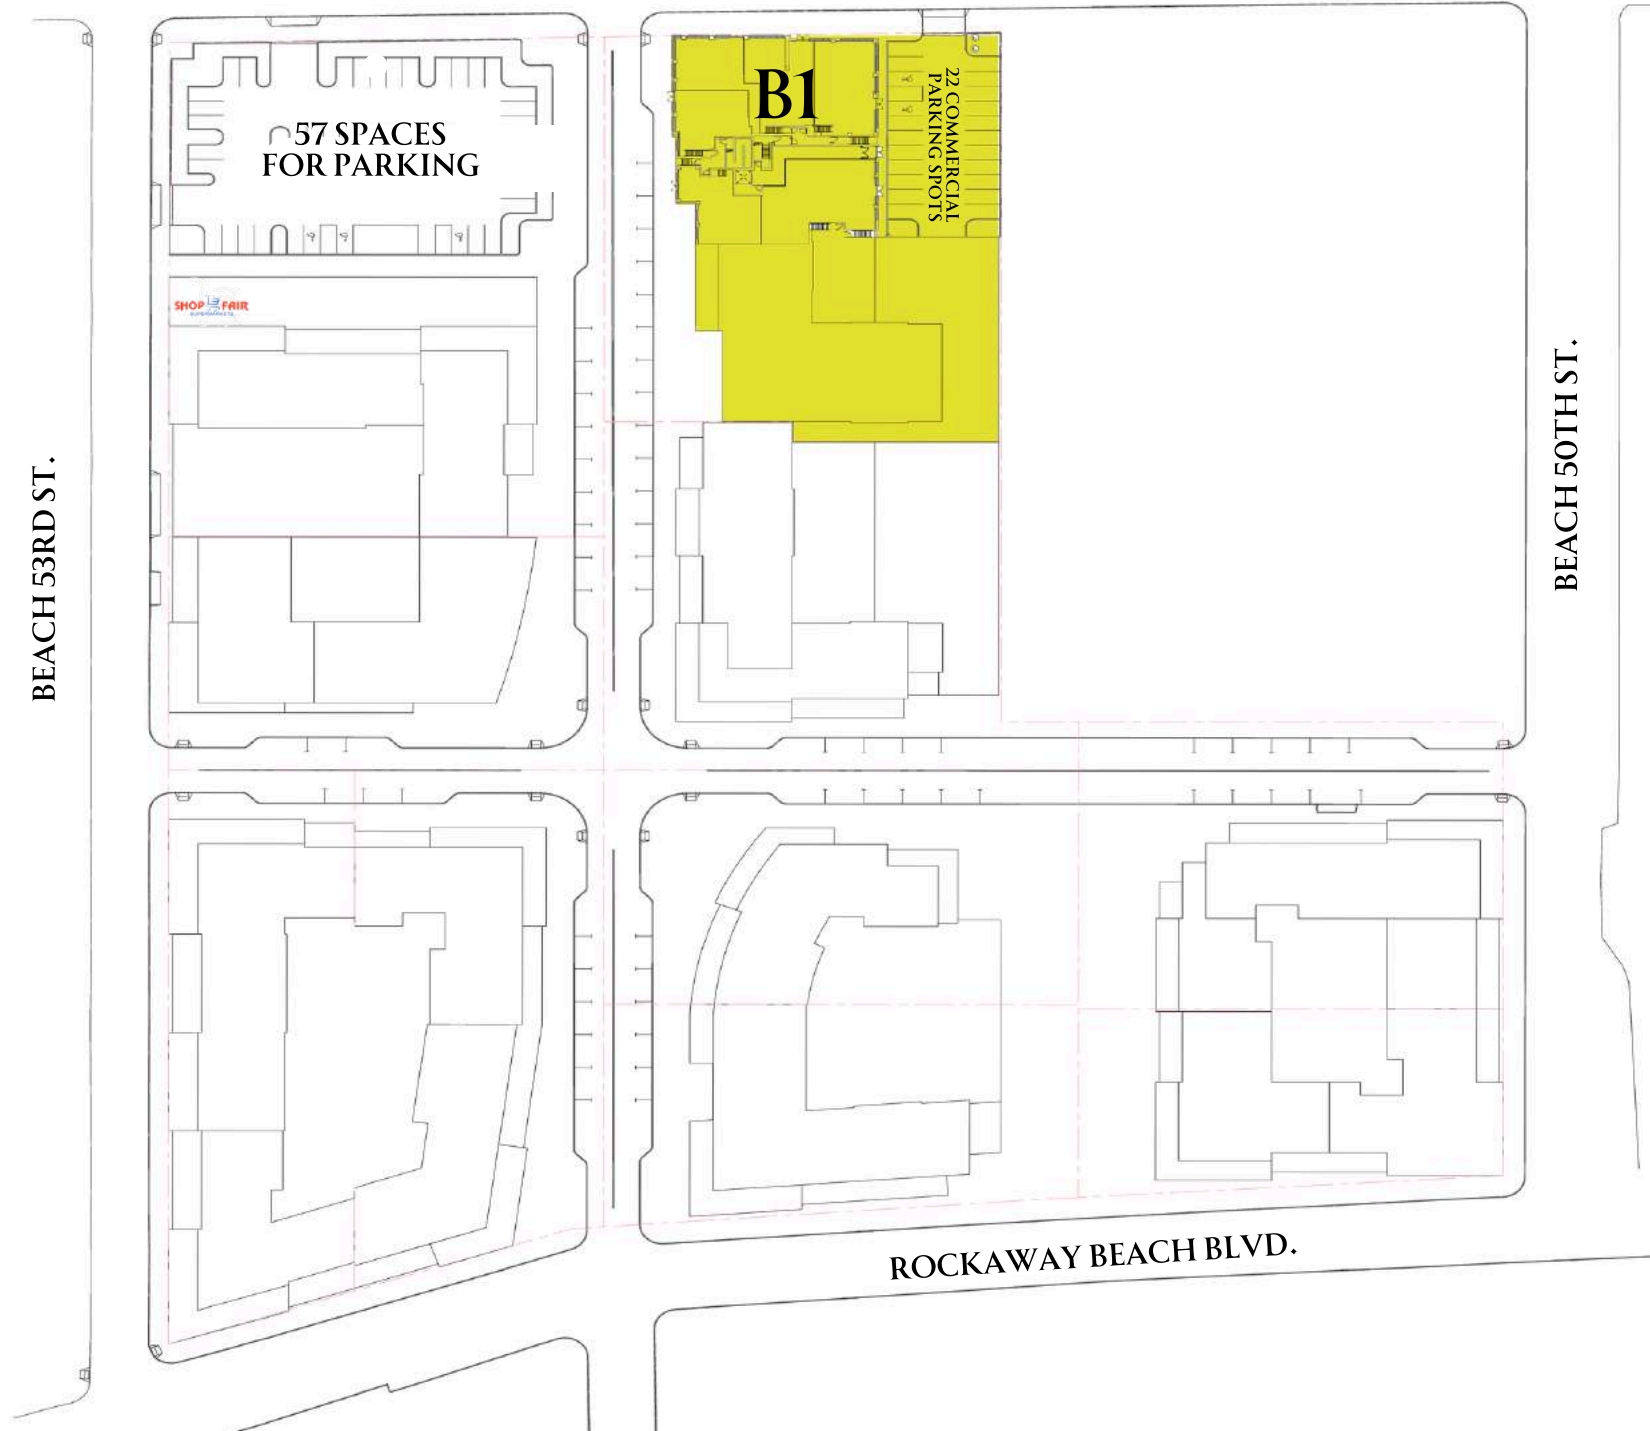 B1
22 COMMERCIAL
PARKING SPOTS
57 SPACES
FOR PARKING
SHOP FAIR
SUPERMARKETS
BEACH 53RD ST.
BEACH 50TH ST.
ROCKAWAY BEACH BLVD.